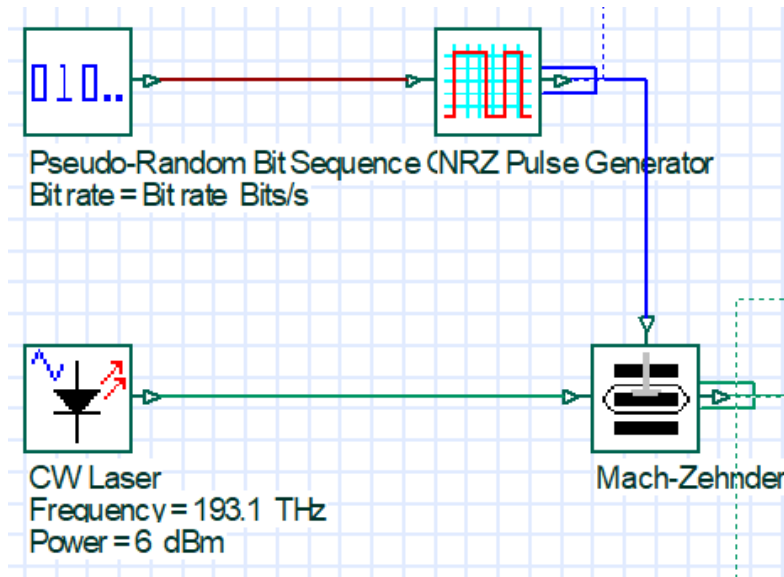 010..
Pseudo-Random Bit Sequence (
NRZ Pulse Generator
Bit rate = Bit rate Bits/s
CW Laser
Frequency = 193.1 THz
Power = 6 dBm
Mach-Zehnder